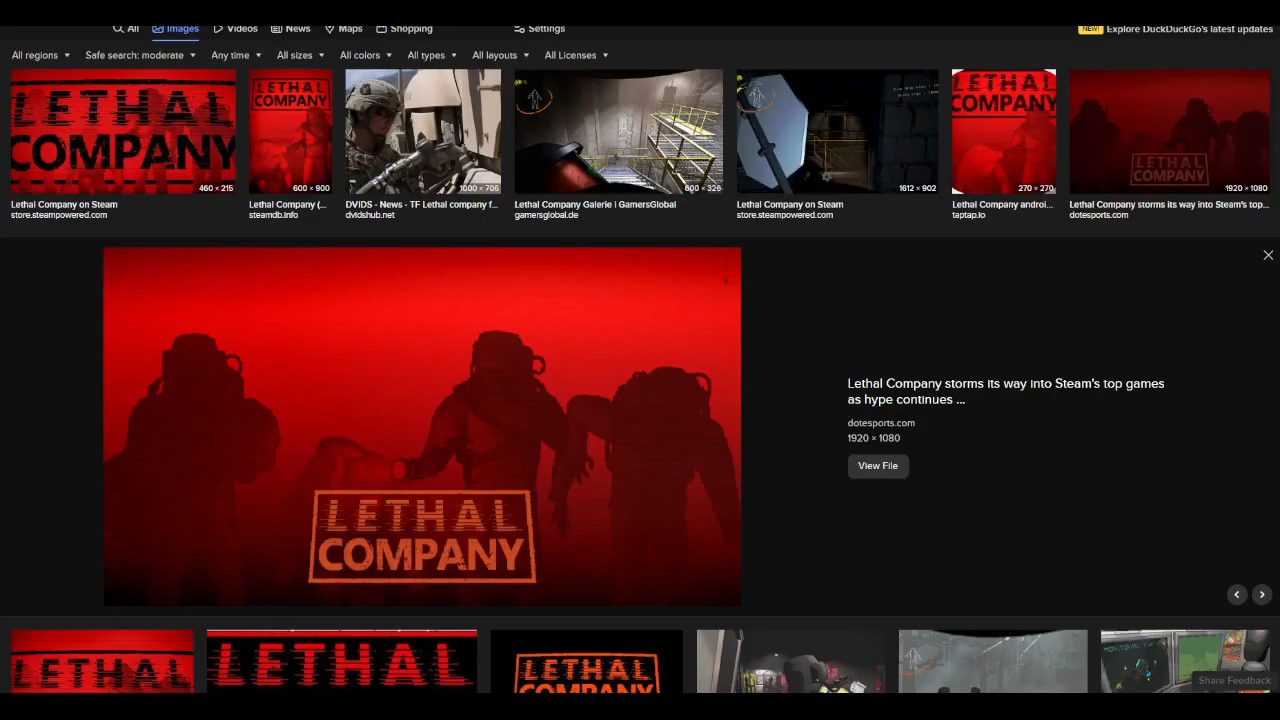 All Images Videos News Maps Shopping Settings NEW! Explore DuckDuckGo's latest updates
All regions Safe search: moderate Any time All sizes All colors All types All layouts All Licenses
LETHAL
COMPANY
460 × 215
Lethal Company on Steam
store.steampowered.com
LETHAL
COMPANY
600 × 900
Lethal Company (...
steamdb.info
1000 × 706
DVIDS - News - TF Lethal company f...
dvidshub.net
600 × 326
Lethal Company Galerie | GamersGlobal
gamersglobal.de
1612 × 902
Lethal Company on Steam
store.steampowered.com
LETHAL
COMPANY
270 × 270
Lethal Company androi...
taptap.io
LETHAL
COMPANY
1920 × 1080
Lethal Company storms its way into Steam's top...
dotesports.com
LETHAL
COMPANY
Lethal Company storms its way into Steam's top games
as hype continues ...
dotesports.com
1920 × 1080
View File
LETHAL
LETHAL
LETHAL
COMPANY
Share Feedback